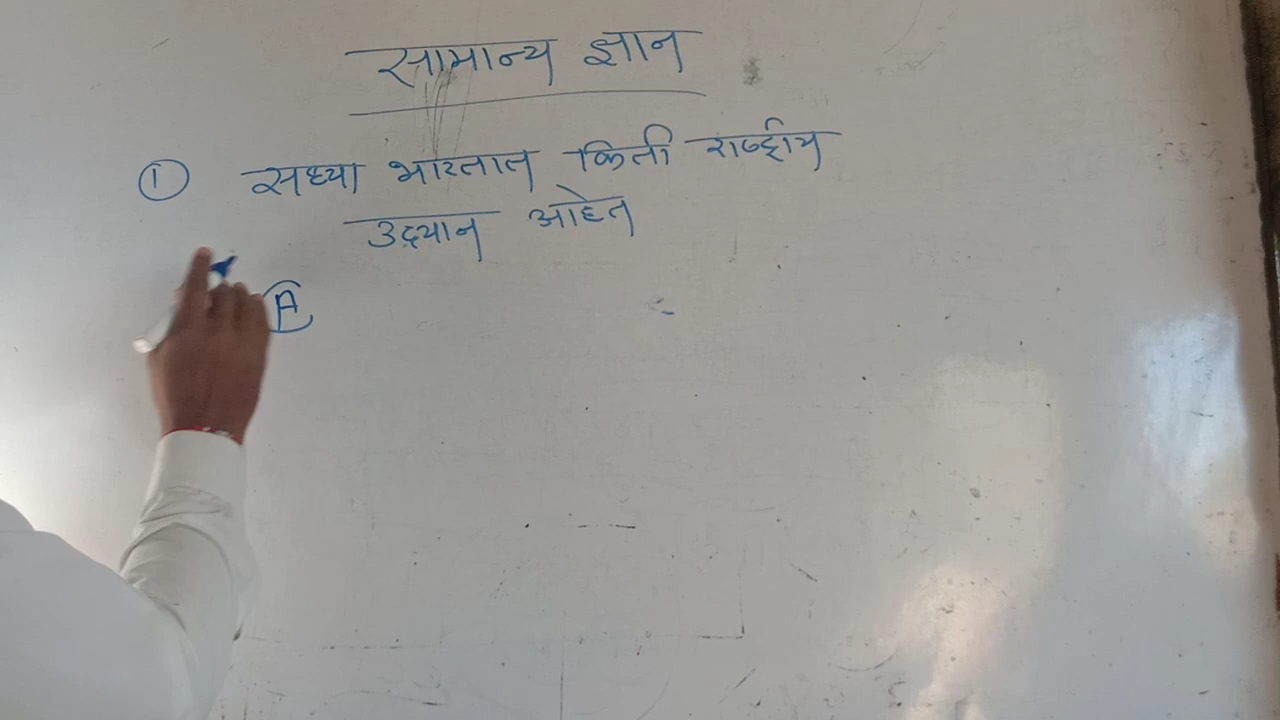 सामान्य ज्ञान
① सध्या भारतात किती राष्ट्रीय
उद्यान आहेत
Ⓐ